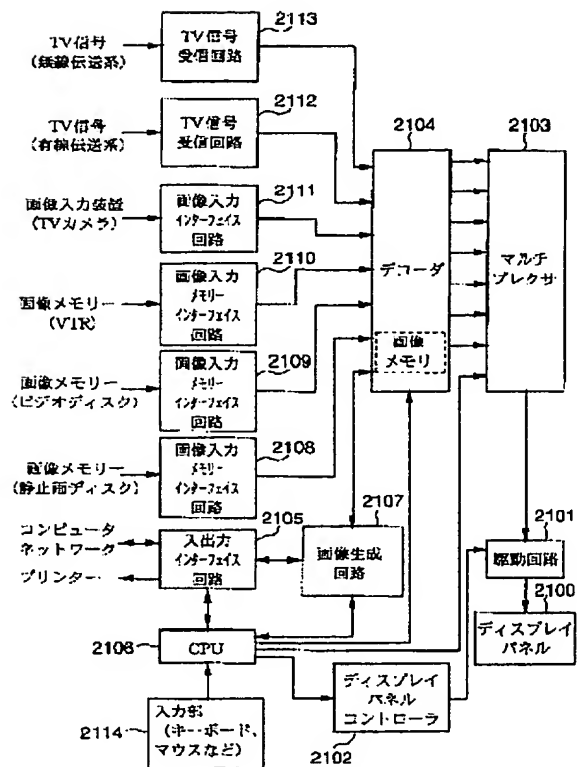 2113
TV信号
(無線伝送系)
TV信号
受信回路
2112
TV信号
(有線伝送系)
TV信号
受信回路
2104
2103
画像入力装置
(TVカメラ)
2111
画像入力
インターフェイス
回路
デコーダ
マルチ
プレクサ
2110
画像メモリー
(VTR)
画像入力
メモリー
インターフェイス
回路
画像
メモリ
2109
画像メモリー
(ビデオディスク)
画像入力
メモリー
インターフェイス
回路
2108
画像メモリー
(静止画ディスク)
画像入力
メモリー
インターフェイス
回路
コンピュータ
ネットワーク
プリンター
2105
入出力
インターフェイス
回路
2107
画像生成
回路
2101
駆動回路
2100
ディスプレイ
パネル
2108
CPU
ディスプレイ
パネル
コントローラ
2102
2114
入力部
(キーボード、
マウスなど)